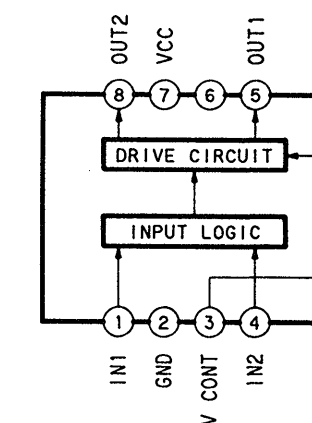 OUT2
VCC
OUT1
8
7
6
5
DRIVE CIRCUIT
INPUT LOGIC
1
2
3
4
IN1
GND
V CONT
IN2